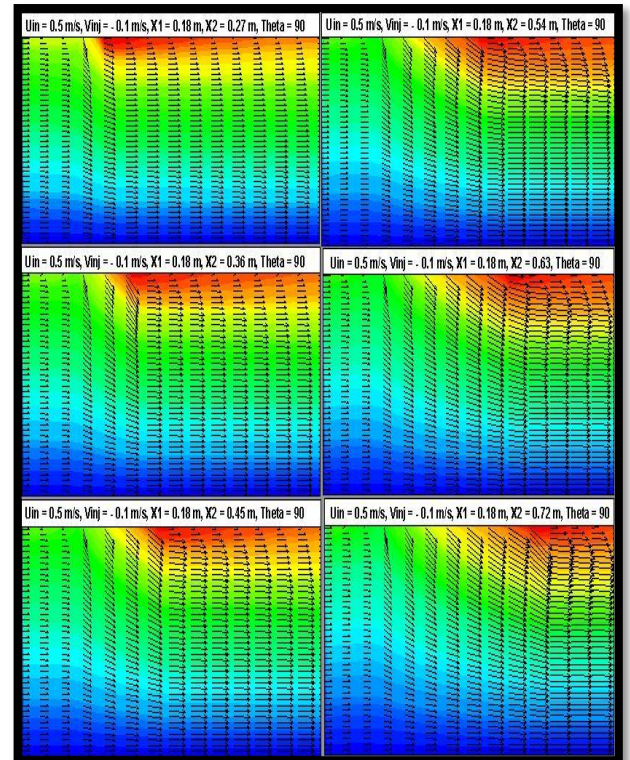 Uin = 0.5 m/s, Vinj = - 0.1 m/s, X1 = 0.18 m, X2 = 0.27 m, Theta = 90
Uin = 0.5 m/s, Vinj = - 0.1 m/s, X1 = 0.18 m, X2 = 0.54 m, Theta = 90
Uin = 0.5 m/s, Vinj = - 0.1 m/s, X1 = 0.18 m, X2 = 0.36 m, Theta = 90
Uin = 0.5 m/s, Vinj = - 0.1 m/s, X1 = 0.18 m, X2 = 0.63, Theta = 90
Uin = 0.5 m/s, Vinj = - 0.1 m/s, X1 = 0.18 m, X2 = 0.45 m, Theta = 90
Uin = 0.5 m/s, Vinj = - 0.1 m/s, X1 = 0.18 m, X2 = 0.72 m, Theta = 90